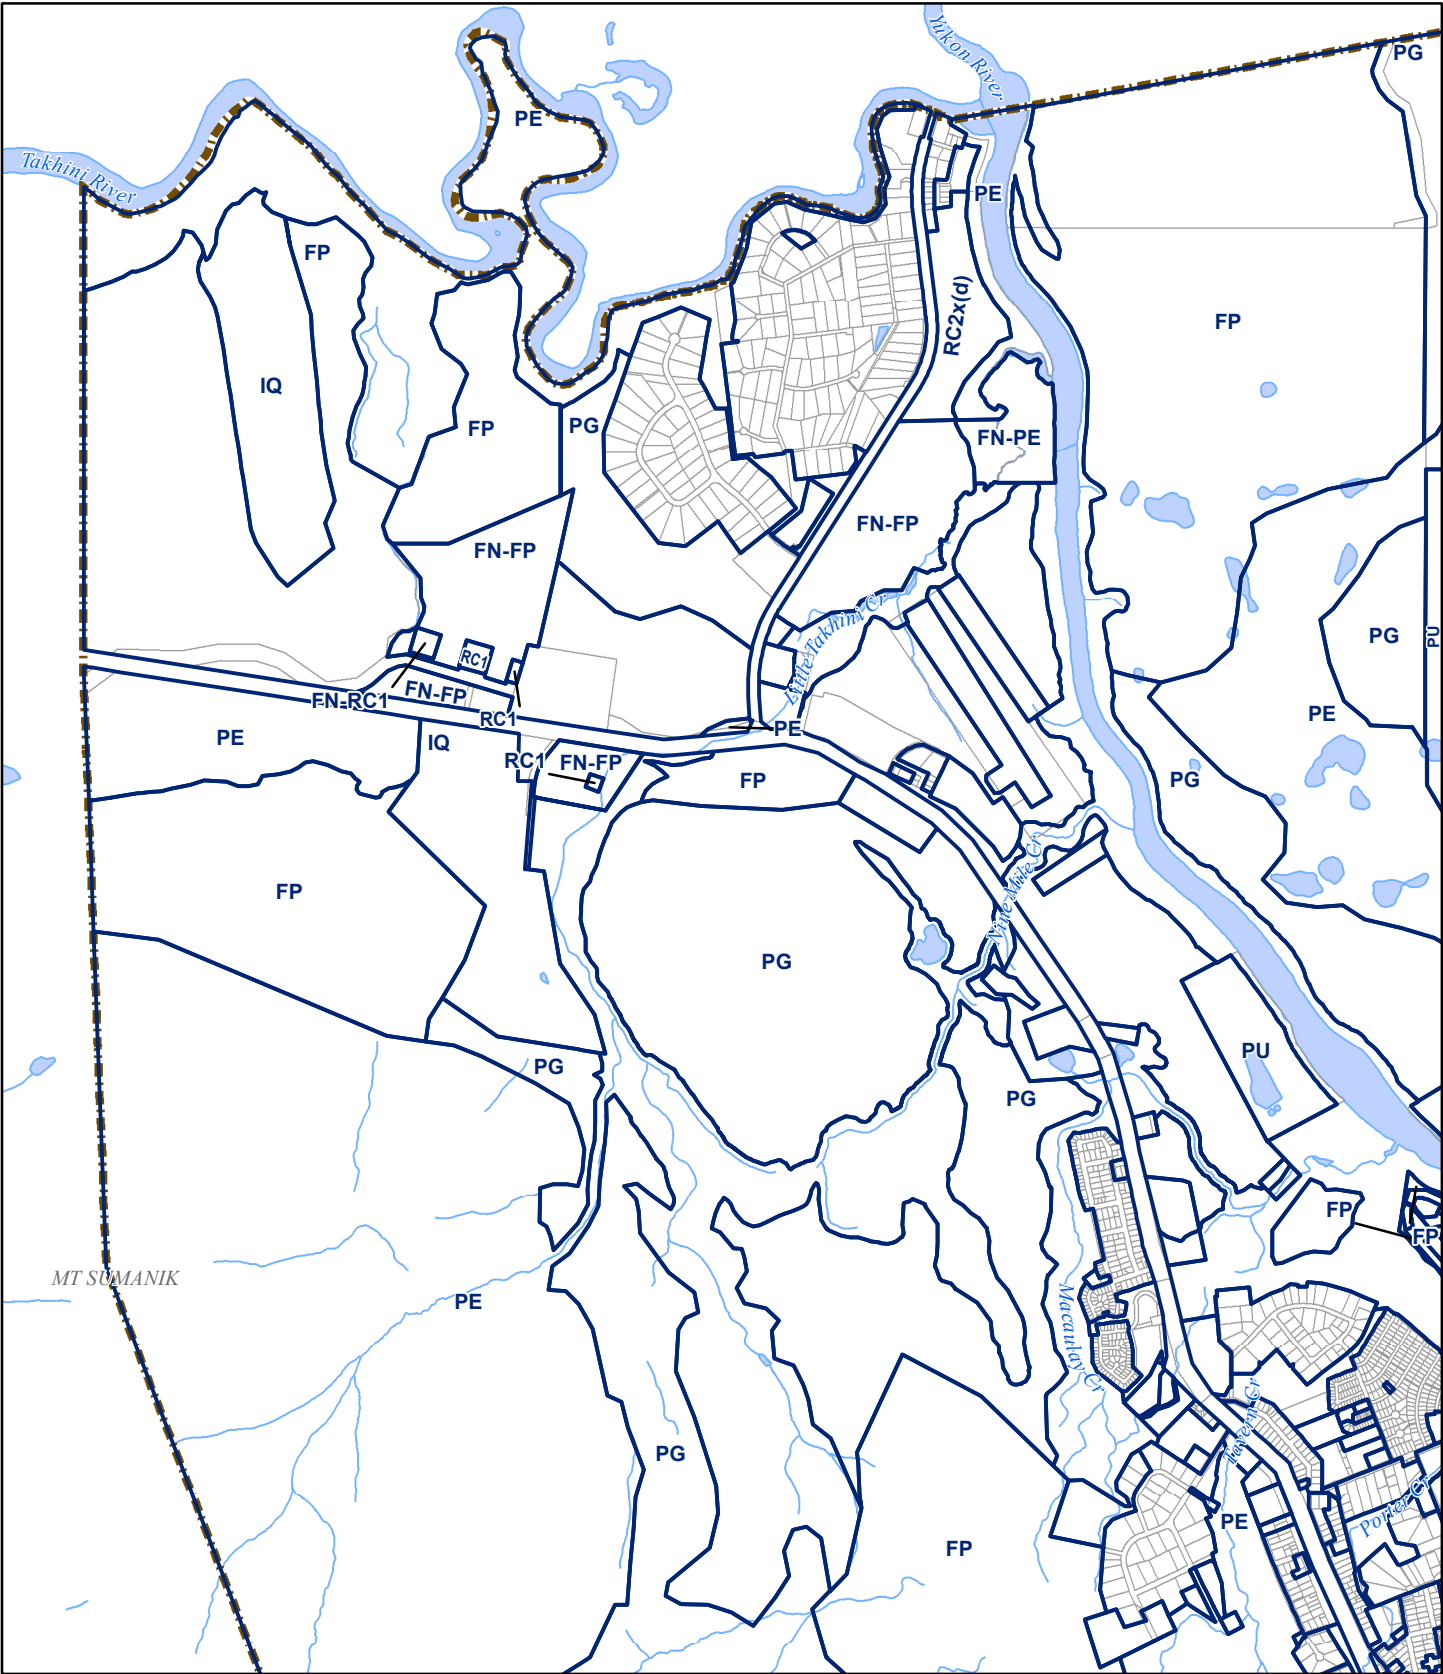 Yukon River
PG
PE
Takhini River
PE
FP
RC2x(d)
FP
IQ
FP
PG
FN-PE
FN-FP
FN-FP
Little Takhini Cr
PG
PU
RC1
FN-FP
FN-RC1
RC1
PE
PE
PE
IQ
RC1
FN-FP
FP
PG
FP
Nine Mile Cr
PG
PU
PG
PG
FP
FP
MT SUMANIK
PE
Macaulay Cr
Tavern Cr
PG
Porter Cr
PE
FP